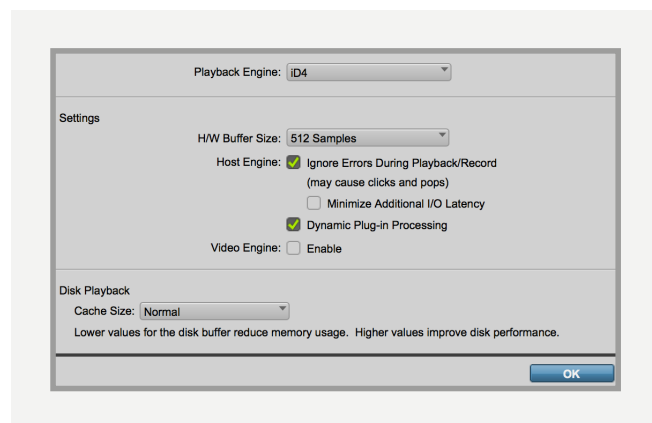 Playback Engine: iD4
Settings
H/W Buffer Size: 512 Samples
Host Engine: Ignore Errors During Playback/Record
(may cause clicks and pops)
Minimize Additional I/O Latency
Dynamic Plug-in Processing
Video Engine: Enable
Disk Playback
Cache Size: Normal
Lower values for the disk buffer reduce memory usage. Higher values improve disk performance.
OK